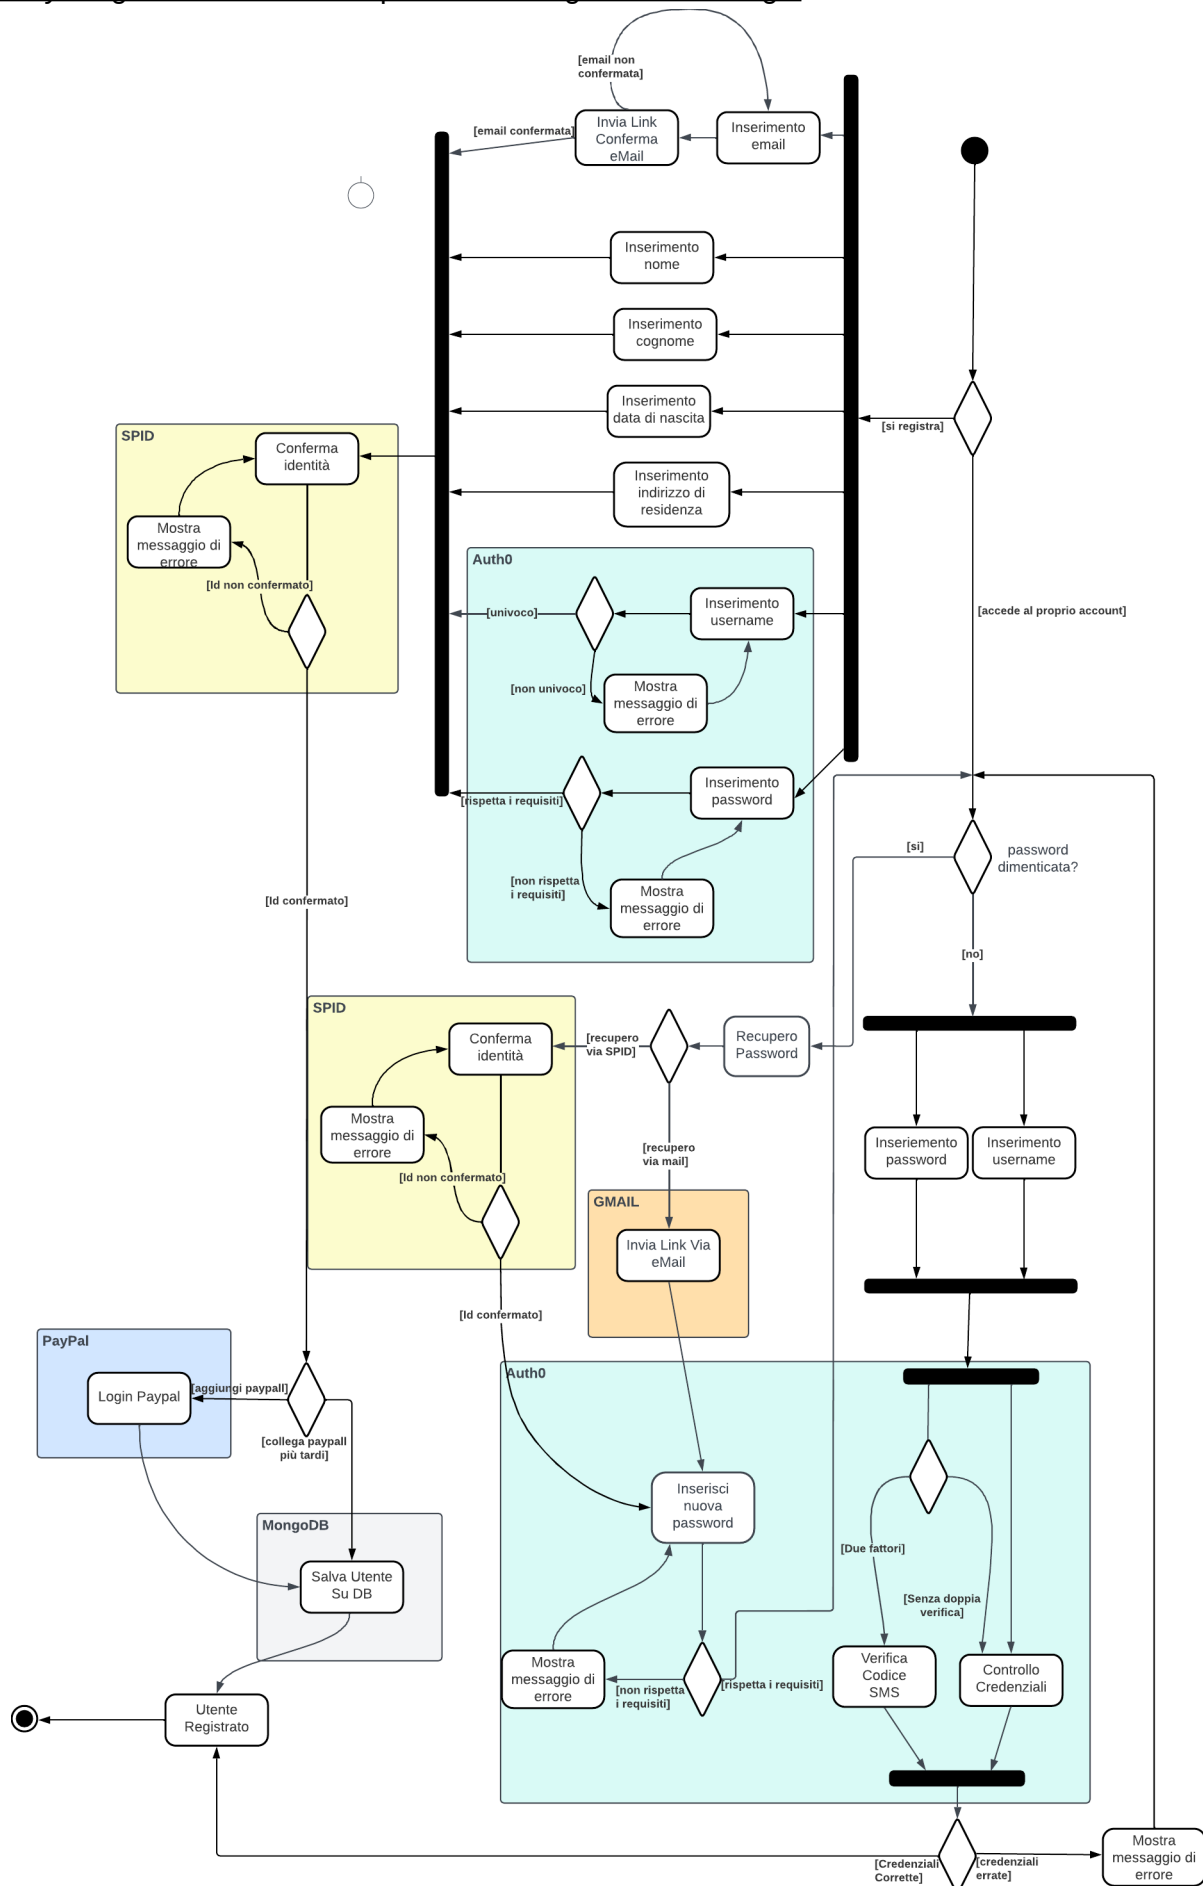 [email non
confermata]
Invia Link
Conferma
eMail
Inserimento
email
[email confermata]
Inserimento
nome
Inserimento
cognome
Inserimento
data di nascita
[si registra]
SPID
Conferma
identità
Inserimento
indirizzo di
residenza
Mostra
messaggio di
errore
[Id non confermato]
Auth0
Inserimento
username
[univoco]
[accede al proprio account]
[non univoco]
Mostra
messaggio di
errore
Inserimento
password
[rispetta i requisiti]
[non rispetta
i requisiti]
Mostra
messaggio di
errore
[si]
password
dimenticata?
[Id confermato]
[no]
SPID
Conferma
identità
[recupero
via SPID]
Recupero
Password
Mostra
messaggio di
errore
[Id non confermato]
[recupero
via mail]
Inseriemento
password
Inserimento
username
GMAIL
Invia Link Via
eMail
[Id confermato]
PayPal
Login Paypal
[aggiungi paypall]
[collega paypall
più tardi]
Auth0
Inserisci
nuova
password
MongoDB
Salva Utente
Su DB
[Due fattori]
[Senza doppia
verifica]
Mostra
messaggio di
errore
[non rispetta
i requisiti]
[rispetta i requisiti]
Verifica
Codice
SMS
Controllo
Credenziali
Utente
Registrato
[Credenziali
Corrette]
[credenziali
errate]
Mostra
messaggio di
errore